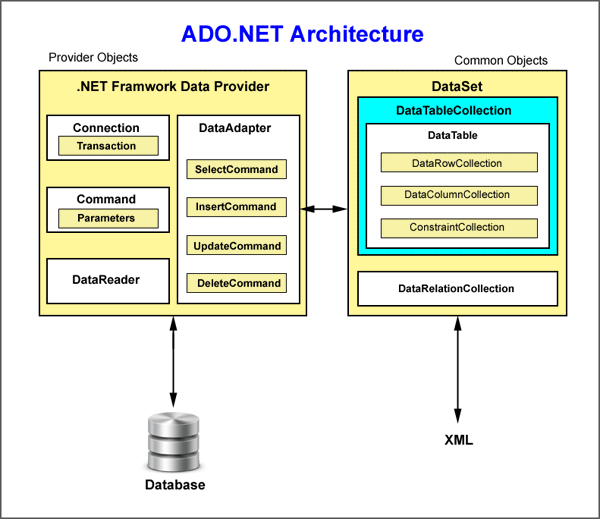 ADO.NET Architecture
Provider Objects
Common Objects
.NET Framwork Data Provider
Connection
Transaction
Command
Parameters
DataReader
DataAdapter
SelectCommand
InsertCommand
UpdateCommand
DeleteCommand
DataSet
DataTableCollection
DataTable
DataRowCollection
DataColumnCollection
ConstraintCollection
DataRelationCollection
Database
XML